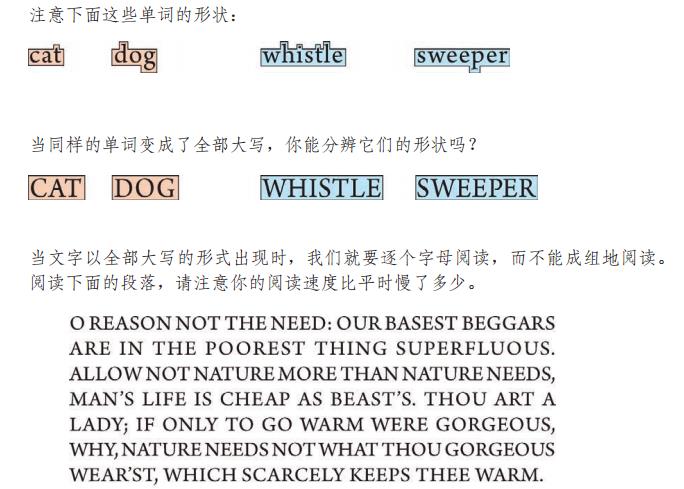 注意下面这些单词的形状：
cat dog whistle sweeper
当同样的单词变成了全部大写，你能分辨它们的形状吗？
CAT DOG WHISTLE SWEEPER
当文字以全部大写的形式出现时，我们就要逐个字母阅读，而不能成组地阅读。
阅读下面的段落，请注意你的阅读速度比平时慢了多少。
O REASON NOT THE NEED: OUR BASEST BEGGARS
ARE IN THE POOREST THING SUPERFLUOUS.
ALLOW NOT NATURE MORE THAN NATURE NEEDS,
MAN’S LIFE IS CHEAP AS BEAST’S. THOU ART A
LADY; IF ONLY TO GO WARM WERE GORGEOUS,
WHY, NATURE NEEDS NOT WHAT THOU GORGEOUS
WEAR’ST, WHICH SCARCELY KEEPS THEE WARM.